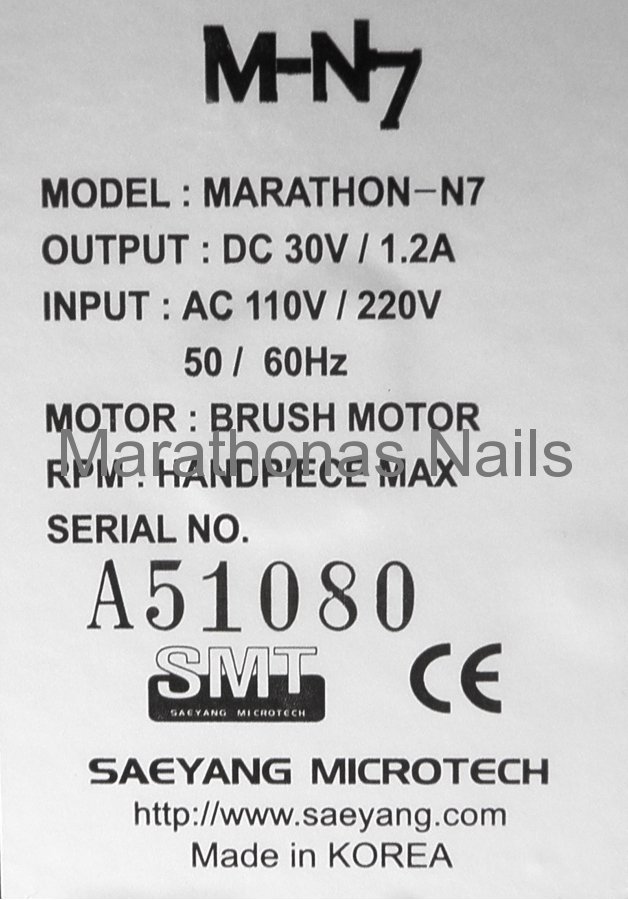 M-N7
MODEL : MARATHON-N7
OUTPUT : DC 30V / 1.2A
INPUT : AC 110V / 220V
50 / 60Hz
MOTOR : BRUSH MOTOR
Marathonas Nails
RPM : HANDPIECE MAX
SERIAL NO.
A51080
SMT
SAEYANG MICROTECH
CE
SAEYANG MICROTECH
http://www.saeyang.com
Made in KOREA